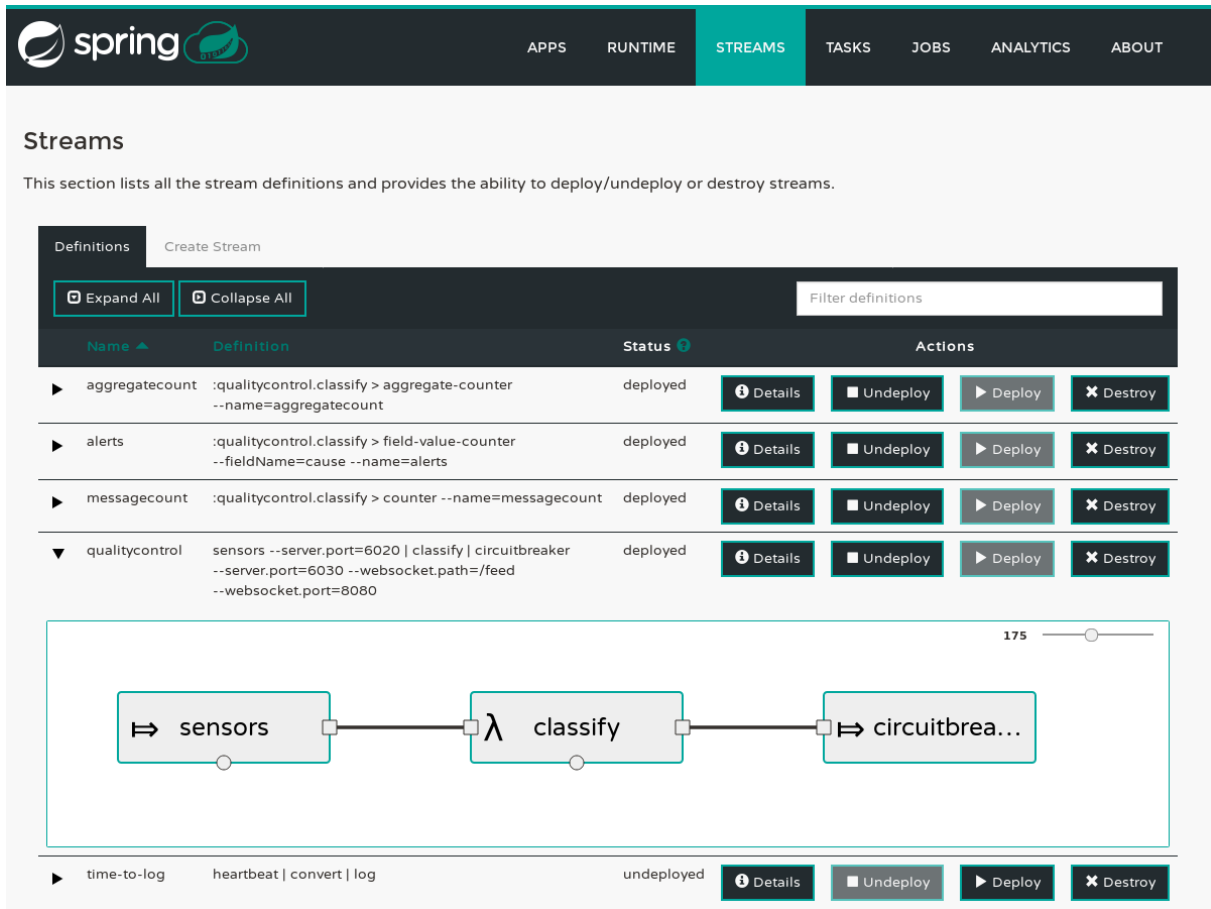 spring
APPS RUNTIME STREAMS TASKS JOBS ANALYTICS ABOUT
Streams
This section lists all the stream definitions and provides the ability to deploy/undeploy or destroy streams.
Definitions Create Stream
Expand All Collapse All Filter definitions
Name Definition Status Actions
aggregatecount :qualitycontrol.classify > aggregate-counter deployed Details Undeploy Deploy Destroy
--name=aggregatecount
alerts :qualitycontrol.classify > field-value-counter deployed Details Undeploy Deploy Destroy
--fieldName=cause --name=alerts
messagecount :qualitycontrol.classify > counter --name=messagecount deployed Details Undeploy Deploy Destroy
qualitycontrol sensors --server.port=6020 | classify | circuitbreaker deployed Details Undeploy Deploy Destroy
--server.port=6030 --websocket.path=/feed
--websocket.port=8080
175
sensors λ classify circuitbrea...
time-to-log heartbeat | convert | log undeployed Details Undeploy Deploy Destroy